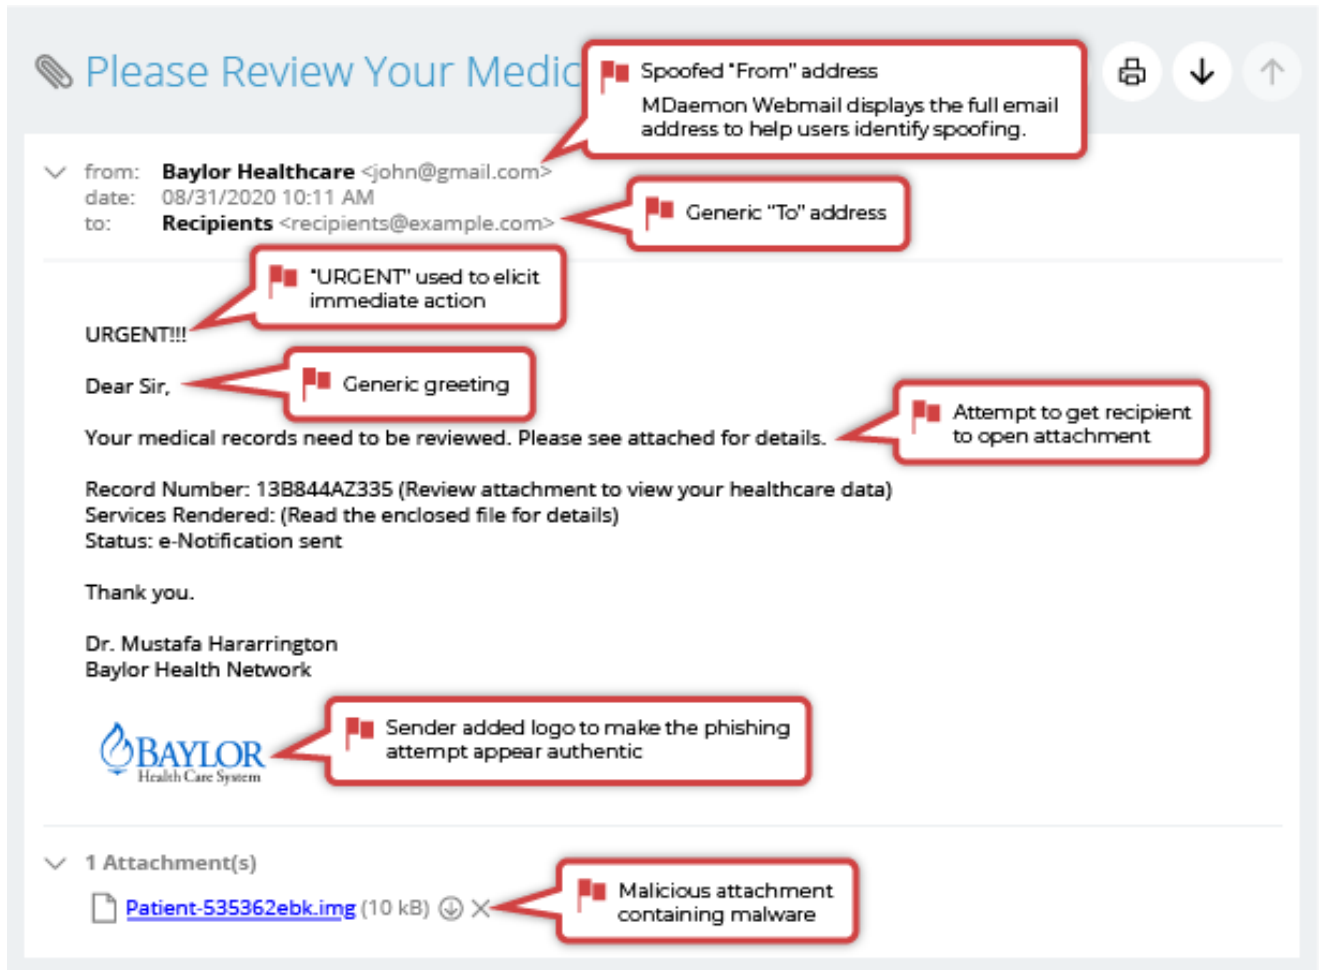 Please Review Your Medic
Spoofed "From" address
MDaemon Webmail displays the full email
address to help users identify spoofing.
from: Baylor Healthcare <john@gmail.com>
date: 08/31/2020 10:11 AM
to: Recipients <recipients@example.com>
Generic "To" address
"URGENT" used to elicit
immediate action
URGENT!!!
Dear Sir,
Generic greeting
Attempt to get recipient
to open attachment
Your medical records need to be reviewed. Please see attached for details.
Record Number: 13B844AZ335 (Review attachment to view your healthcare data)
Services Rendered: (Read the enclosed file for details)
Status: e-Notification sent
Thank you.
Dr. Mustafa Hararrington
Baylor Health Network
Sender added logo to make the phishing
attempt appear authentic
BAYLOR
Health Care System
1 Attachment(s)
Patient-535362ebk.img (10 kB)
Malicious attachment
containing malware